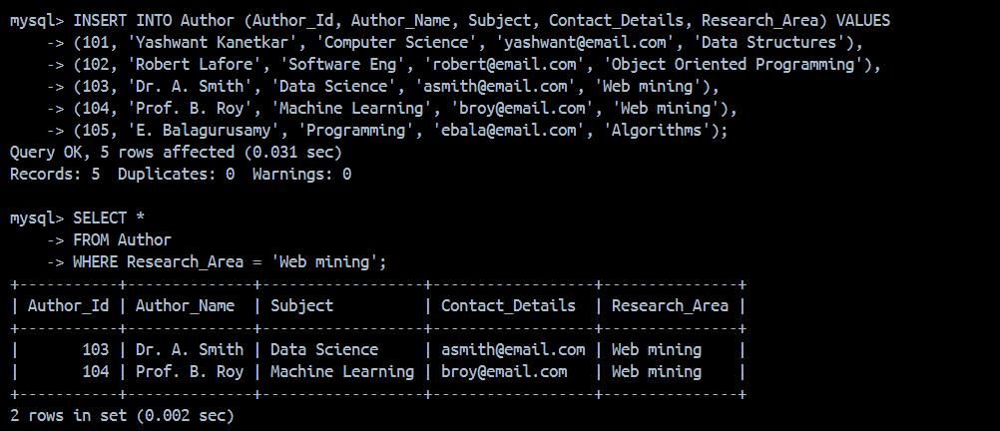 mysql> INSERT INTO Author (Author_Id, Author_Name, Subject, Contact_Details, Research_Area) VALUES
    -> (101, 'Yashwant Kanetkar', 'Computer Science', 'yashwant@email.com', 'Data Structures'),
    -> (102, 'Robert Lafore', 'Software Eng', 'robert@email.com', 'Object Oriented Programming'),
    -> (103, 'Dr. A. Smith', 'Data Science', 'asmith@email.com', 'Web mining'),
    -> (104, 'Prof. B. Roy', 'Machine Learning', 'broy@email.com', 'Web mining'),
    -> (105, 'E. Balagurusamy', 'Programming', 'ebala@email.com', 'Algorithms');
Query OK, 5 rows affected (0.031 sec)
Records: 5  Duplicates: 0  Warnings: 0

mysql> SELECT *
    -> FROM Author
    -> WHERE Research_Area = 'Web mining';
+-----------+--------------+------------------+------------------+---------------+
| Author_Id | Author_Name  | Subject          | Contact_Details  | Research_Area |
+-----------+--------------+------------------+------------------+---------------+
|       103 | Dr. A. Smith | Data Science     | asmith@email.com | Web mining    |
|       104 | Prof. B. Roy | Machine Learning | broy@email.com   | Web mining    |
+-----------+--------------+------------------+------------------+---------------+
2 rows in set (0.002 sec)